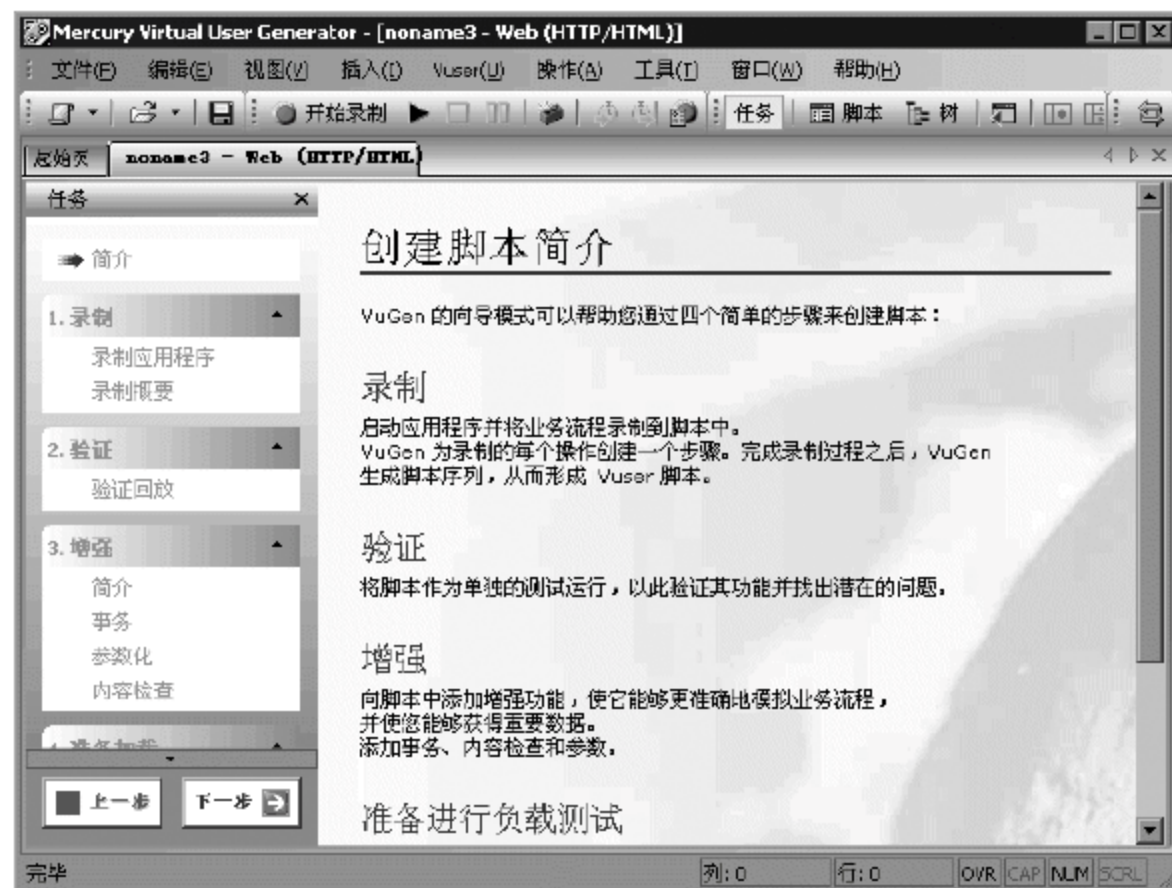 Mercury Virtual User Generator - [noname3 - Web (HTTP/HTML)]
文件(F) 编辑(E) 视图(V) 插入(I) Vuser(U) 操作(A) 工具(T) 窗口(W) 帮助(H)
开始录制 任务 脚本 树
起始页 noname3 - Web (HTTP/HTML)
任务
简介
1. 录制
录制应用程序
录制概要
2. 验证
验证回放
3. 增强
简介
事务
参数化
内容检查
4. 准备加载
上一步 下一步
创建脚本简介
VuGen 的向导模式可以帮助您通过四个简单的步骤来创建脚本：
录制
启动应用程序并将业务流程录制到脚本中。
VuGen 为录制的每个操作创建一个步骤。完成录制过程之后，VuGen
生成脚本序列，从而形成 Vuser 脚本。
验证
将脚本作为单独的测试运行，以此验证其功能并找出潜在的问题。
增强
向脚本中添加增强功能，使它能够更准确地模拟业务流程，
并使您能够获得重要数据。
添加事务、内容检查和参数。
准备进行负载测试
完毕 列: 0 行: 0 OVR CAP NUM SCRL